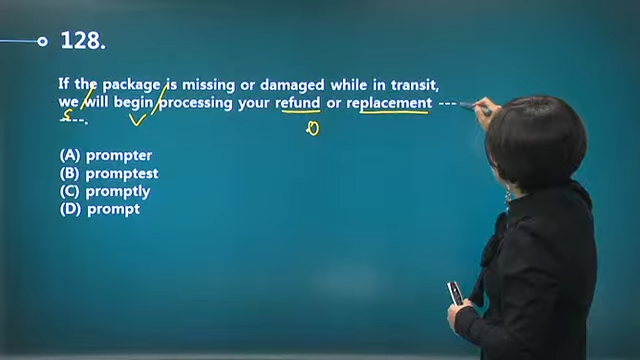 128.
If the package is missing or damaged while in transit,
we will begin processing your refund or replacement ---
---.
(A) prompter
(B) promptest
(C) promptly
(D) prompt
S
O